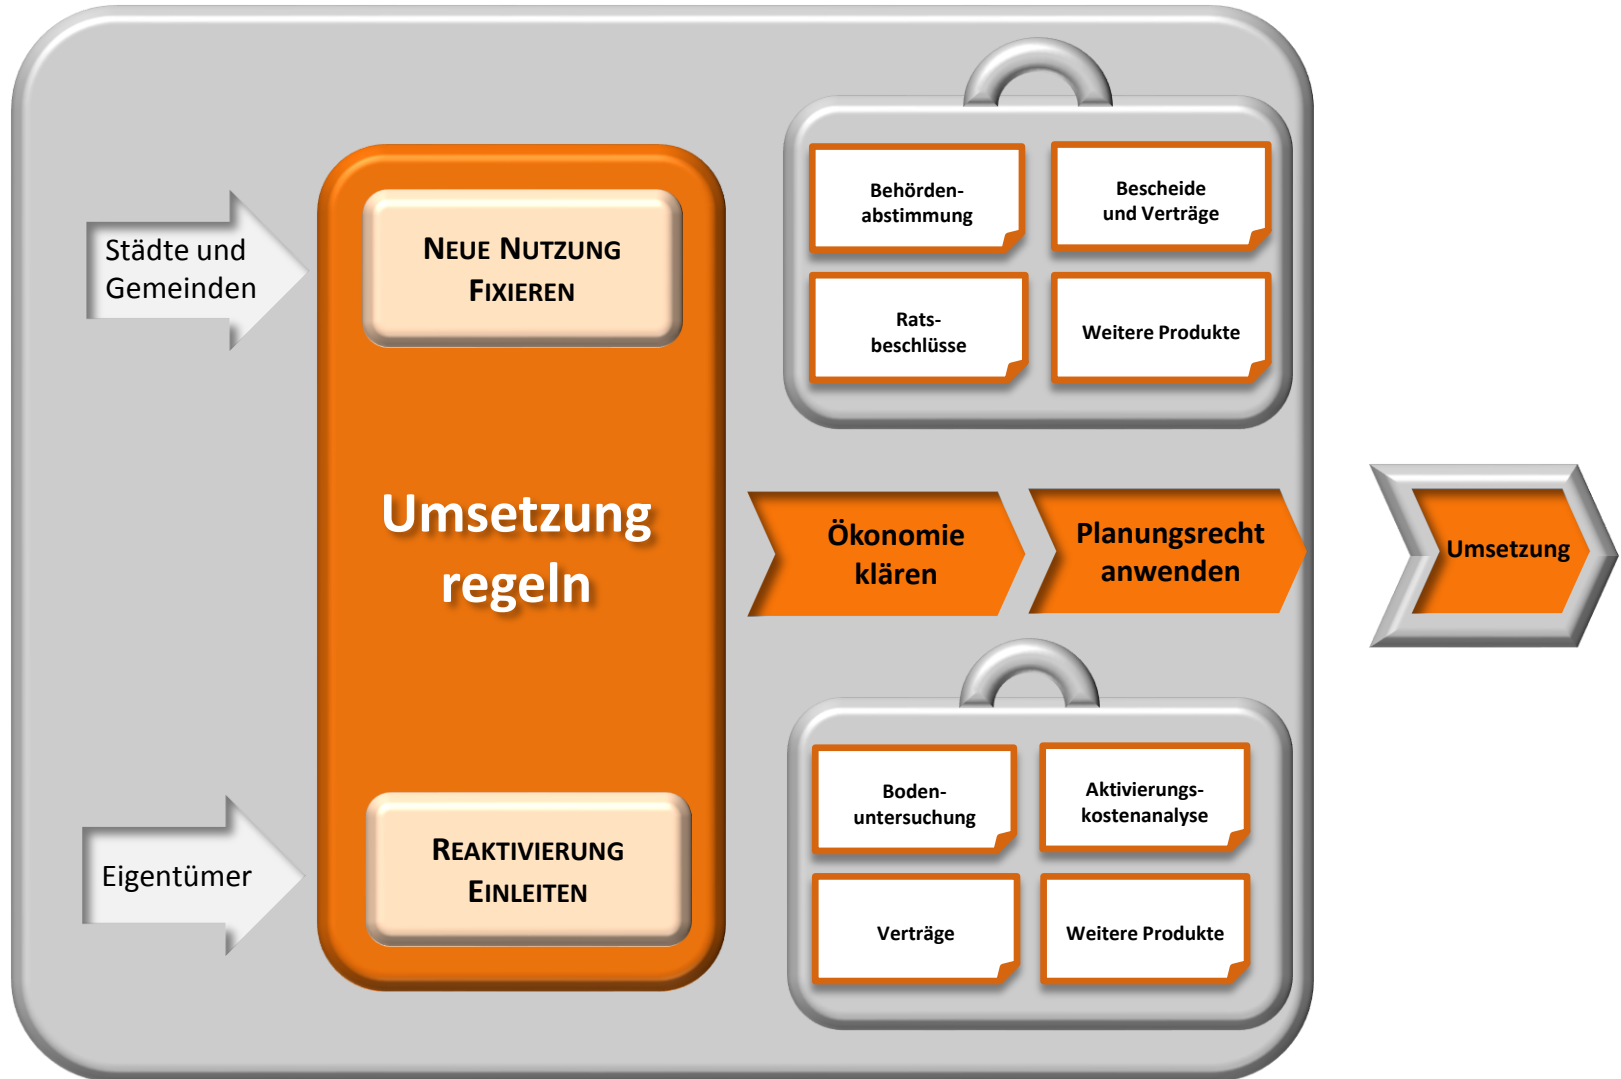 Städte und
Gemeinden
NEUE NUTZUNG
FIXIEREN
Umsetzung
regeln
Eigentümer
REAKTIVIERUNG
EINLEITEN
Behörden-
abstimmung
Bescheide
und Verträge
Rats-
beschlüsse
Weitere Produkte
Ökonomie
klären
Planungsrecht
anwenden
Umsetzung
Boden-
untersuchung
Aktivierungs-
kostenanalyse
Verträge
Weitere Produkte